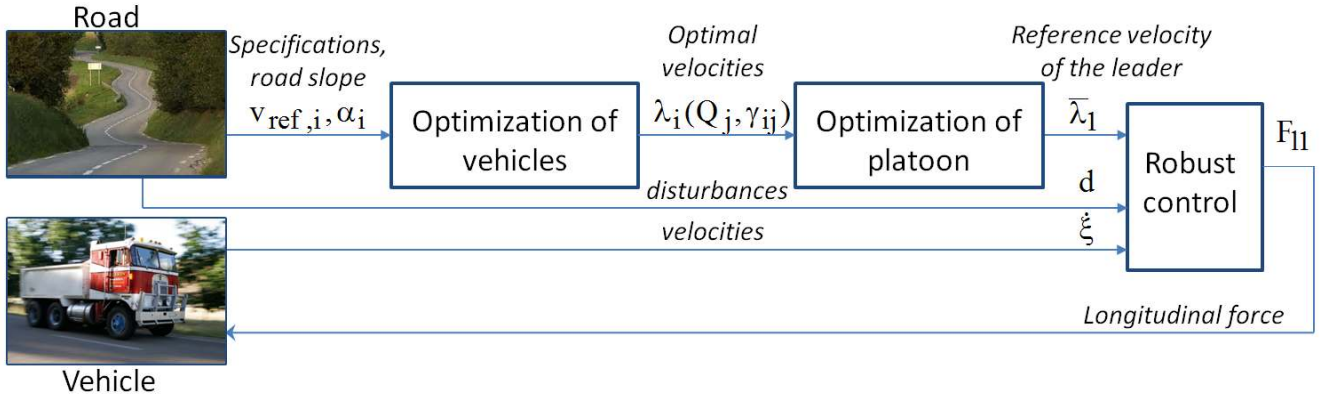 Road
Specifications,
road slope
v_ref,i, α_i
Optimization of
vehicles
Optimal
velocities
λ_i(Q_j, γ_ij)
Optimization of
platoon
Reference velocity
of the leader
λ̅_1
Robust
control
F_l1
disturbances
d
velocities
ξ̇
Longitudinal force
Vehicle